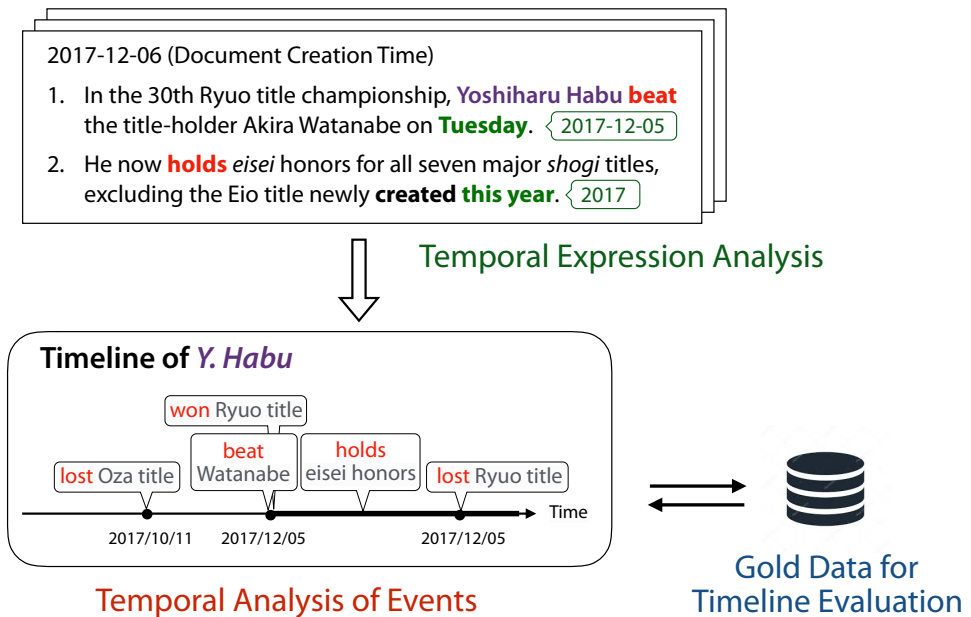 2017-12-06 (Document Creation Time)
1. In the 30th Ryuo title championship, Yoshiharu Habu beat
the title-holder Akira Watanabe on Tuesday. 2017-12-05
2. He now holds eisei honors for all seven major shogi titles,
excluding the Eio title newly created this year. 2017
Temporal Expression Analysis
Timeline of Y. Habu
won Ryuo title
beat
Watanabe
holds
eisei honors
lost Oza title
lost Ryuo title
Time
2017/10/11
2017/12/05
2017/12/05
Temporal Analysis of Events
Gold Data for
Timeline Evaluation